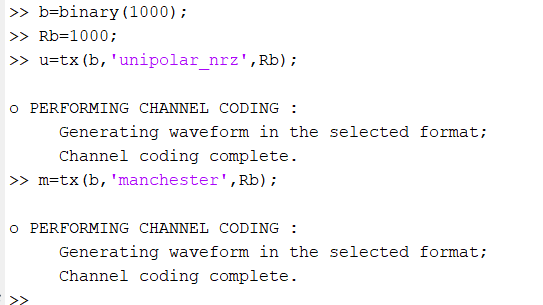 >> b=binary(1000);
>> Rb=1000;
>> u=tx(b,'unipolar_nrz',Rb);
o PERFORMING CHANNEL CODING :
Generating waveform in the selected format;
Channel coding complete.
>> m=tx(b,'manchester',Rb);
o PERFORMING CHANNEL CODING :
Generating waveform in the selected format;
Channel coding complete.
>>